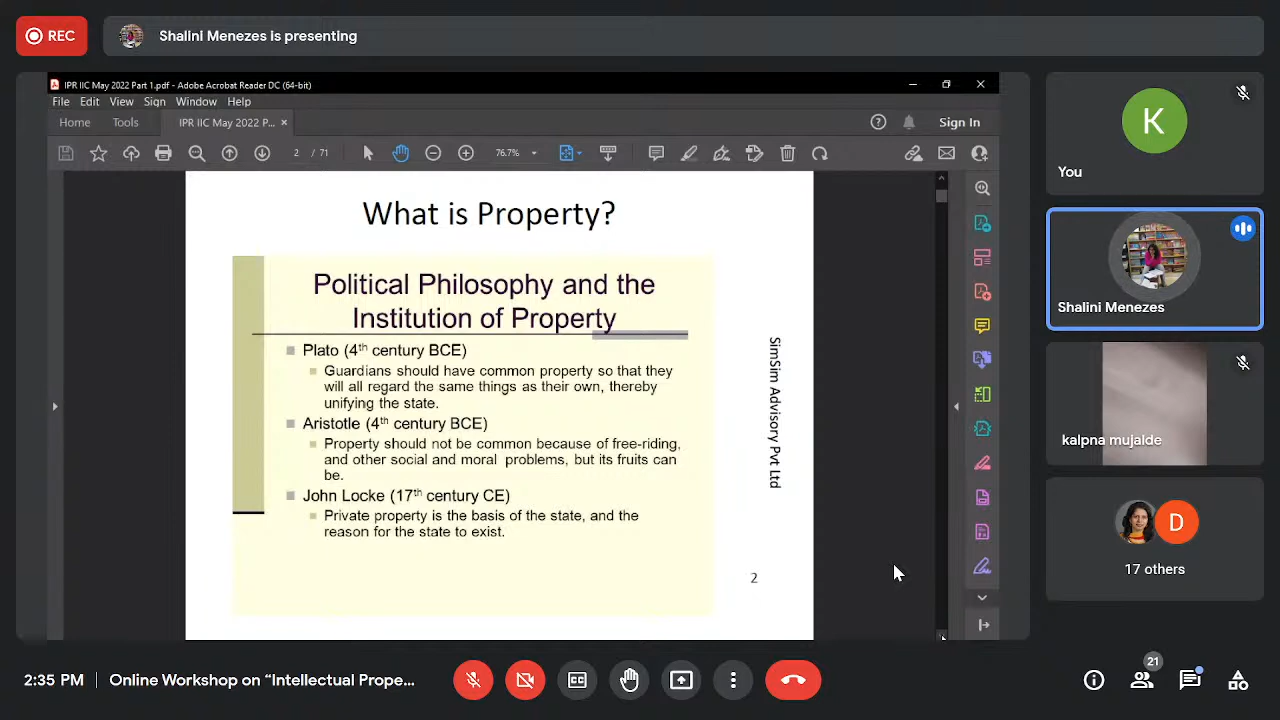 REC
Shalini Menezes is presenting
IPR IIC May 2022 Part 1.pdf - Adobe Acrobat Reader DC (64-bit)
File Edit View Sign Window Help
Home Tools IPR IIC May 2022 P... × Sign In
2 / 71 76.7%
What is Property?
Political Philosophy and the
Institution of Property
Plato (4th century BCE)
Guardians should have common property so that they
will all regard the same things as their own, thereby
unifying the state.
Aristotle (4th century BCE)
Property should not be common because of free-riding,
and other social and moral problems, but its fruits can
be.
John Locke (17th century CE)
Private property is the basis of the state, and the
reason for the state to exist.
SimSim Advisory Pvt Ltd
2
K
You
Shalini Menezes
kalpna mujalde
D
17 others
2:35 PM | Online Workshop on “Intellectual Prope...
21